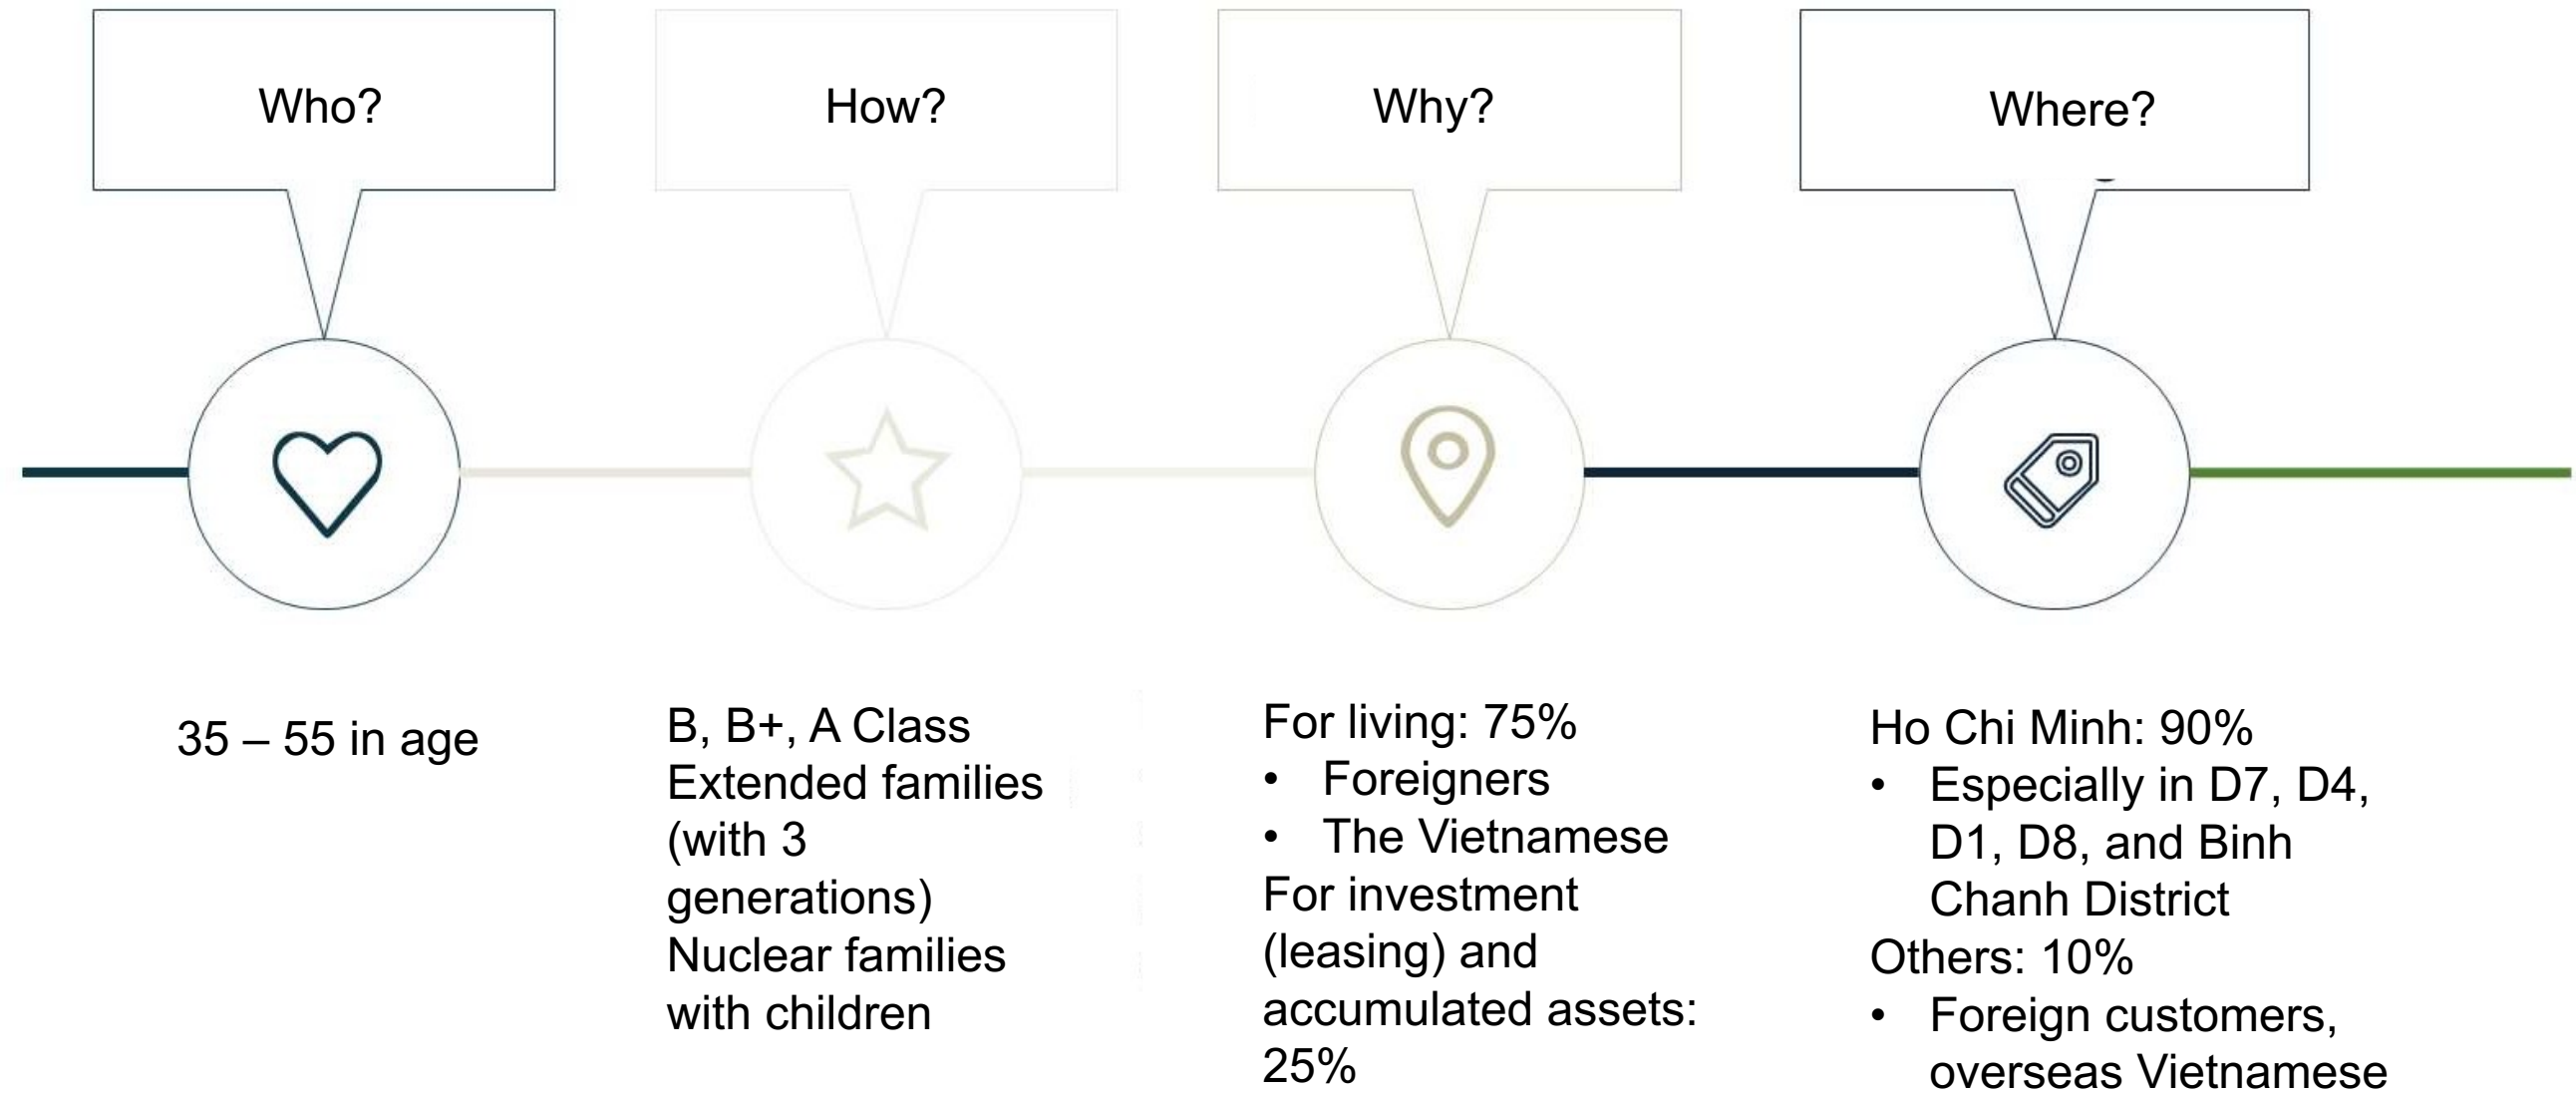 Who?
How?
Why?
Where?
35 – 55 in age
B, B+, A Class
Extended families
(with 3
generations)
Nuclear families
with children
For living: 75%
• Foreigners
• The Vietnamese
For investment
(leasing) and
accumulated assets:
25%
Ho Chi Minh: 90%
• Especially in D7, D4,
D1, D8, and Binh
Chanh District
Others: 10%
• Foreign customers,
overseas Vietnamese